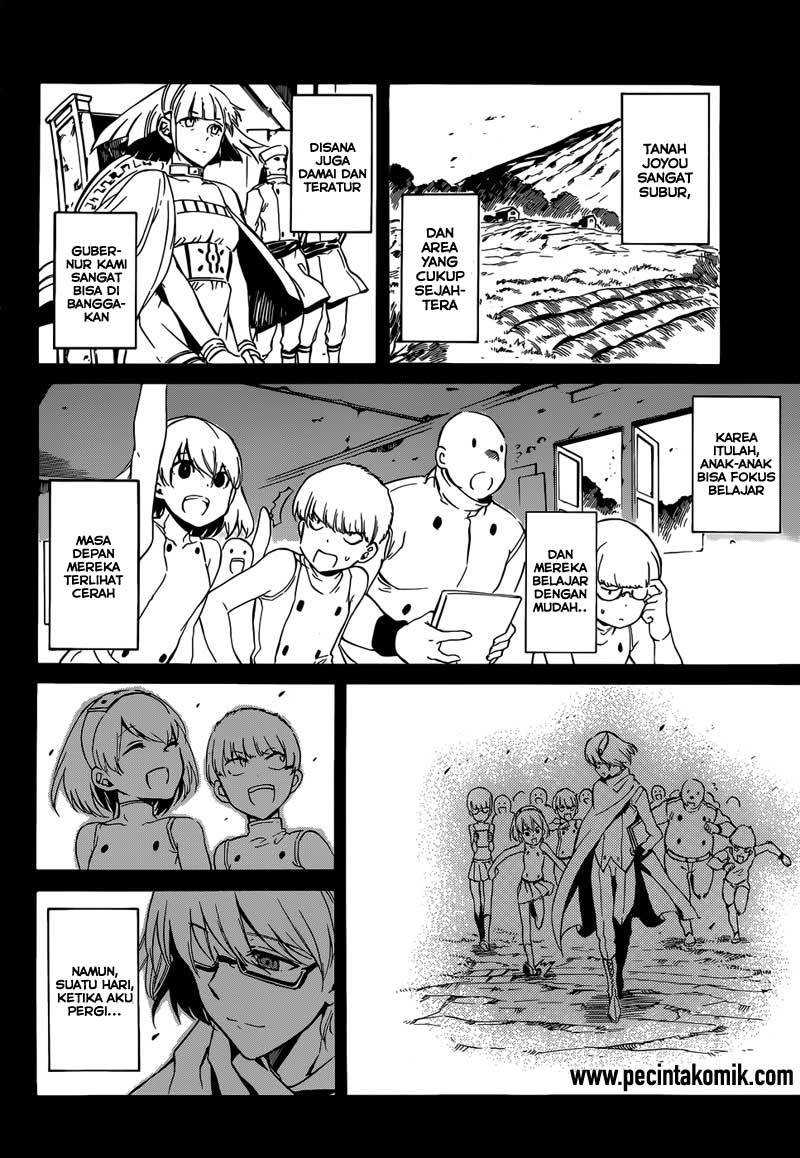 TANAH
JOYOU
SANGAT
SUBUR,
DAN
AREA
YANG
CUKUP
SEJAH-
TERA
DISANA
JUGA
DAMAI DAN
TERATUR
GUBER-
NUR KAMI
SANGAT
BISA DI
BANGGA-
KAN
KAREA
ITULAH,
ANAK-ANAK
BISA FOKUS
BELAJAR
DAN
MEREKA
BELAJAR
DENGAN
MUDAH..
MASA
DEPAN
MEREKA
TERLIHAT
CERAH
NAMUN,
SUATU HARI,
KETIKA AKU
PERGI...
www.pecintakomik.com